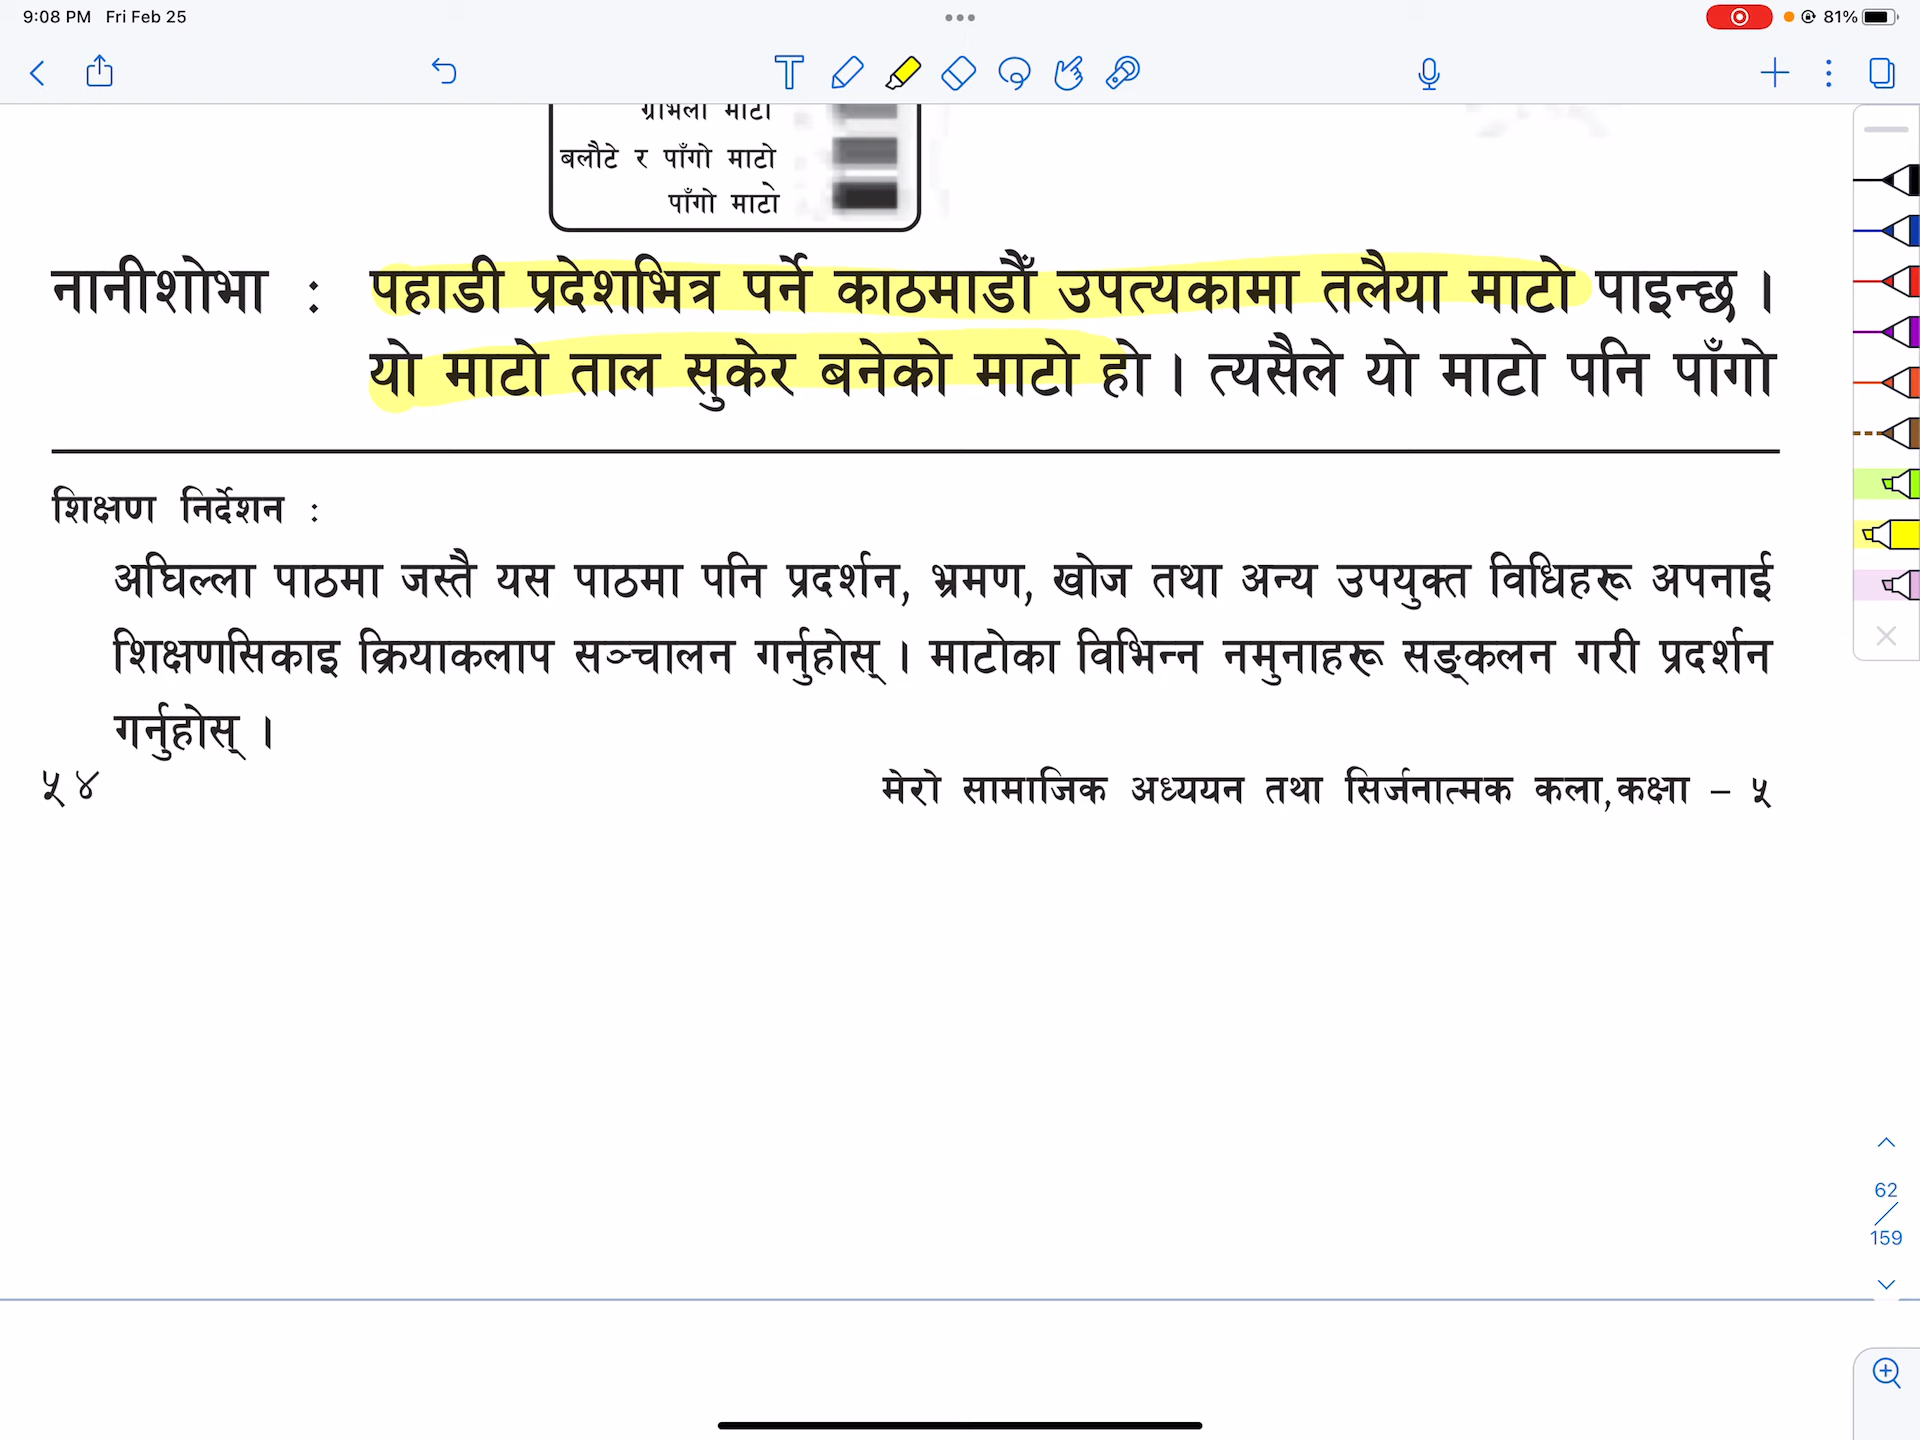 9:08 PM Fri Feb 25
81%
माटो
बलौटे र पाँगो माटो
पाँगो माटो
नानीशोभा : पहाडी प्रदेशभित्र पर्ने काठमाडौँ उपत्यकामा तलैया माटो पाइन्छ ।
यो माटो ताल सुकेर बनेको माटो हो । त्यसैले यो माटो पनि पाँगो
शिक्षण निर्देशन :
अघिल्ला पाठमा जस्तै यस पाठमा पनि प्रदर्शन, भ्रमण, खोज तथा अन्य उपयुक्त विधिहरू अपनाई
शिक्षणसिकाइ क्रियाकलाप सञ्चालन गर्नुहोस् । माटोका विभिन्न नमुनाहरू सङ्कलन गरी प्रदर्शन
गर्नुहोस् ।
५४ मेरो सामाजिक अध्ययन तथा सिर्जनात्मक कला,कक्षा – ५
62
159